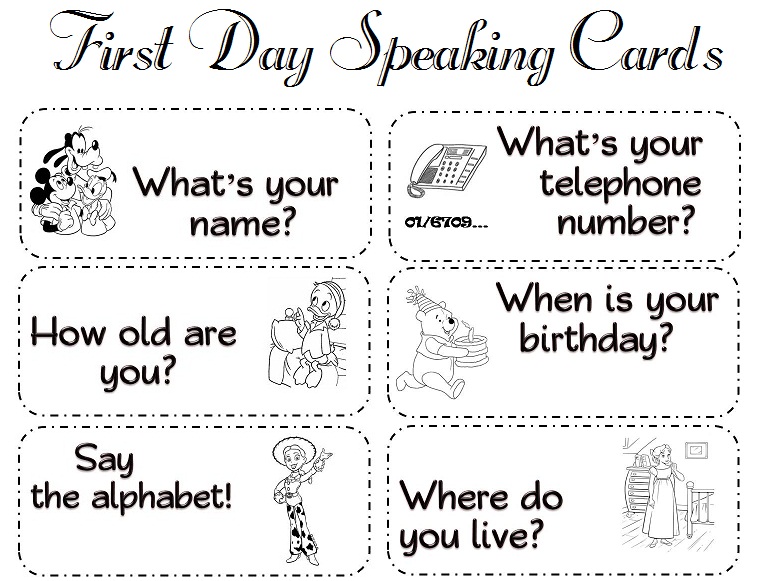 First Day Speaking Cards
What's your
name?
What's your
telephone
number?
01/6709...
How old are
you?
When is your
birthday?
Say
the alphabet!
Where do
you live?